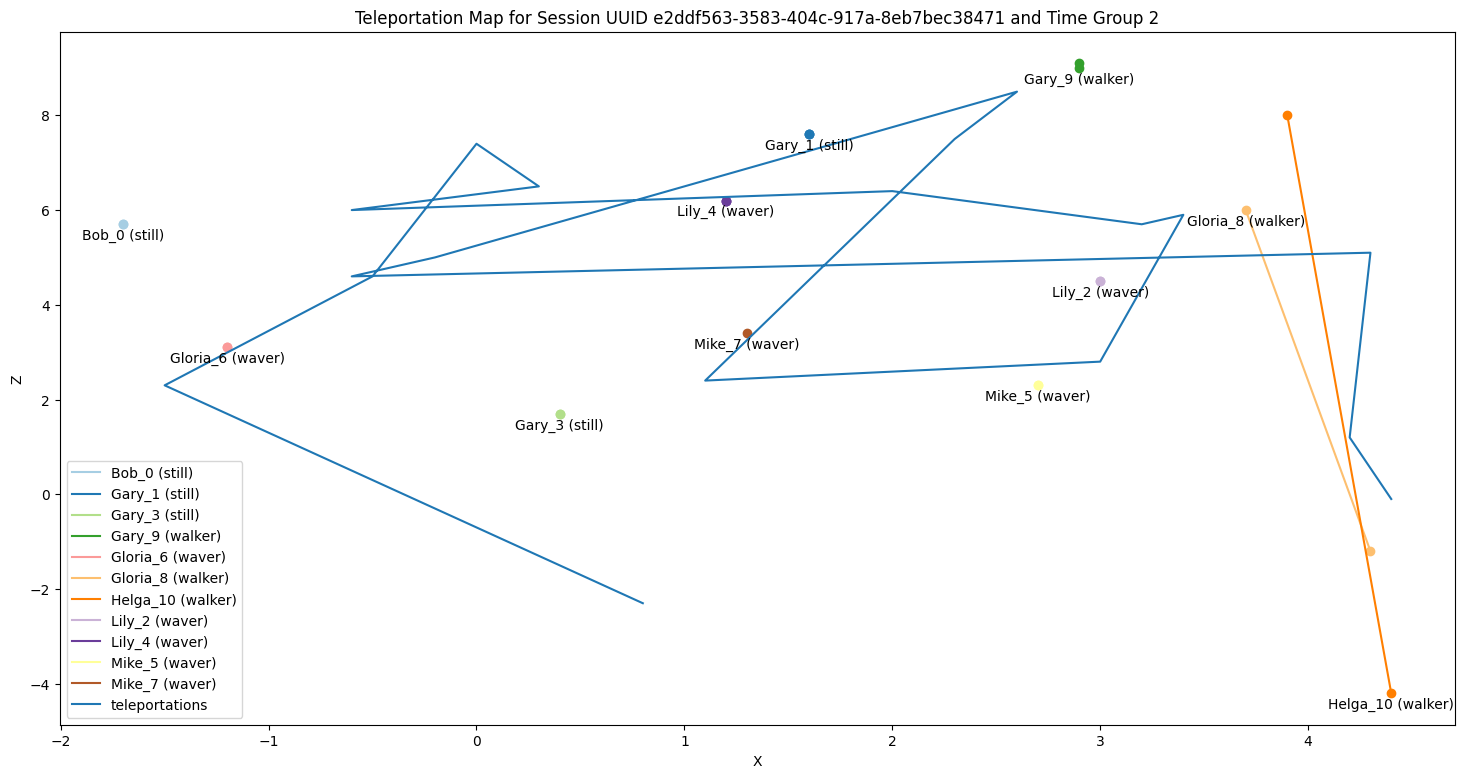 Teleportation Map for Session UUID e2ddf563-3583-404c-917a-8eb7bec38471 and Time Group 2
Z
8
6
4
2
0
−2
−4
Gary_9 (walker)
Gary_1 (still)
Lily_4 (waver)
Gloria_8 (walker)
Bob_0 (still)
Lily_2 (waver)
Mike_7 (waver)
Gloria_6 (waver)
Mike_5 (waver)
Gary_3 (still)
Helga_10 (walker)
Bob_0 (still)
Gary_1 (still)
Gary_3 (still)
Gary_9 (walker)
Gloria_6 (waver)
Gloria_8 (walker)
Helga_10 (walker)
Lily_2 (waver)
Lily_4 (waver)
Mike_5 (waver)
Mike_7 (waver)
teleportations
−2 −1 0 1 2 3 4
X